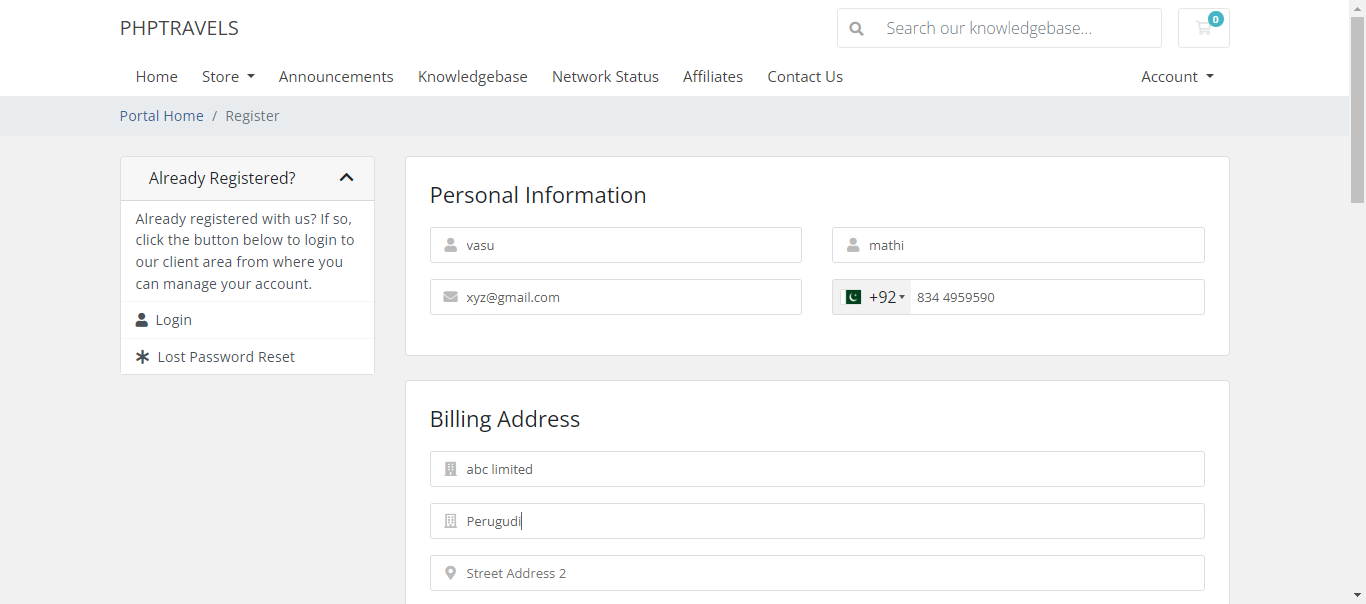 PHPTRAVELS
Search our knowledgebase...
0
Home Store Announcements Knowledgebase Network Status Affiliates Contact Us Account
Portal Home / Register
Already Registered?
Already registered with us? If so,
click the button below to login to
our client area from where you
can manage your account.
Login
Lost Password Reset
Personal Information
vasu mathi
xyz@gmail.com +92 834 4959590
Billing Address
abc limited
Perugudi
Street Address 2